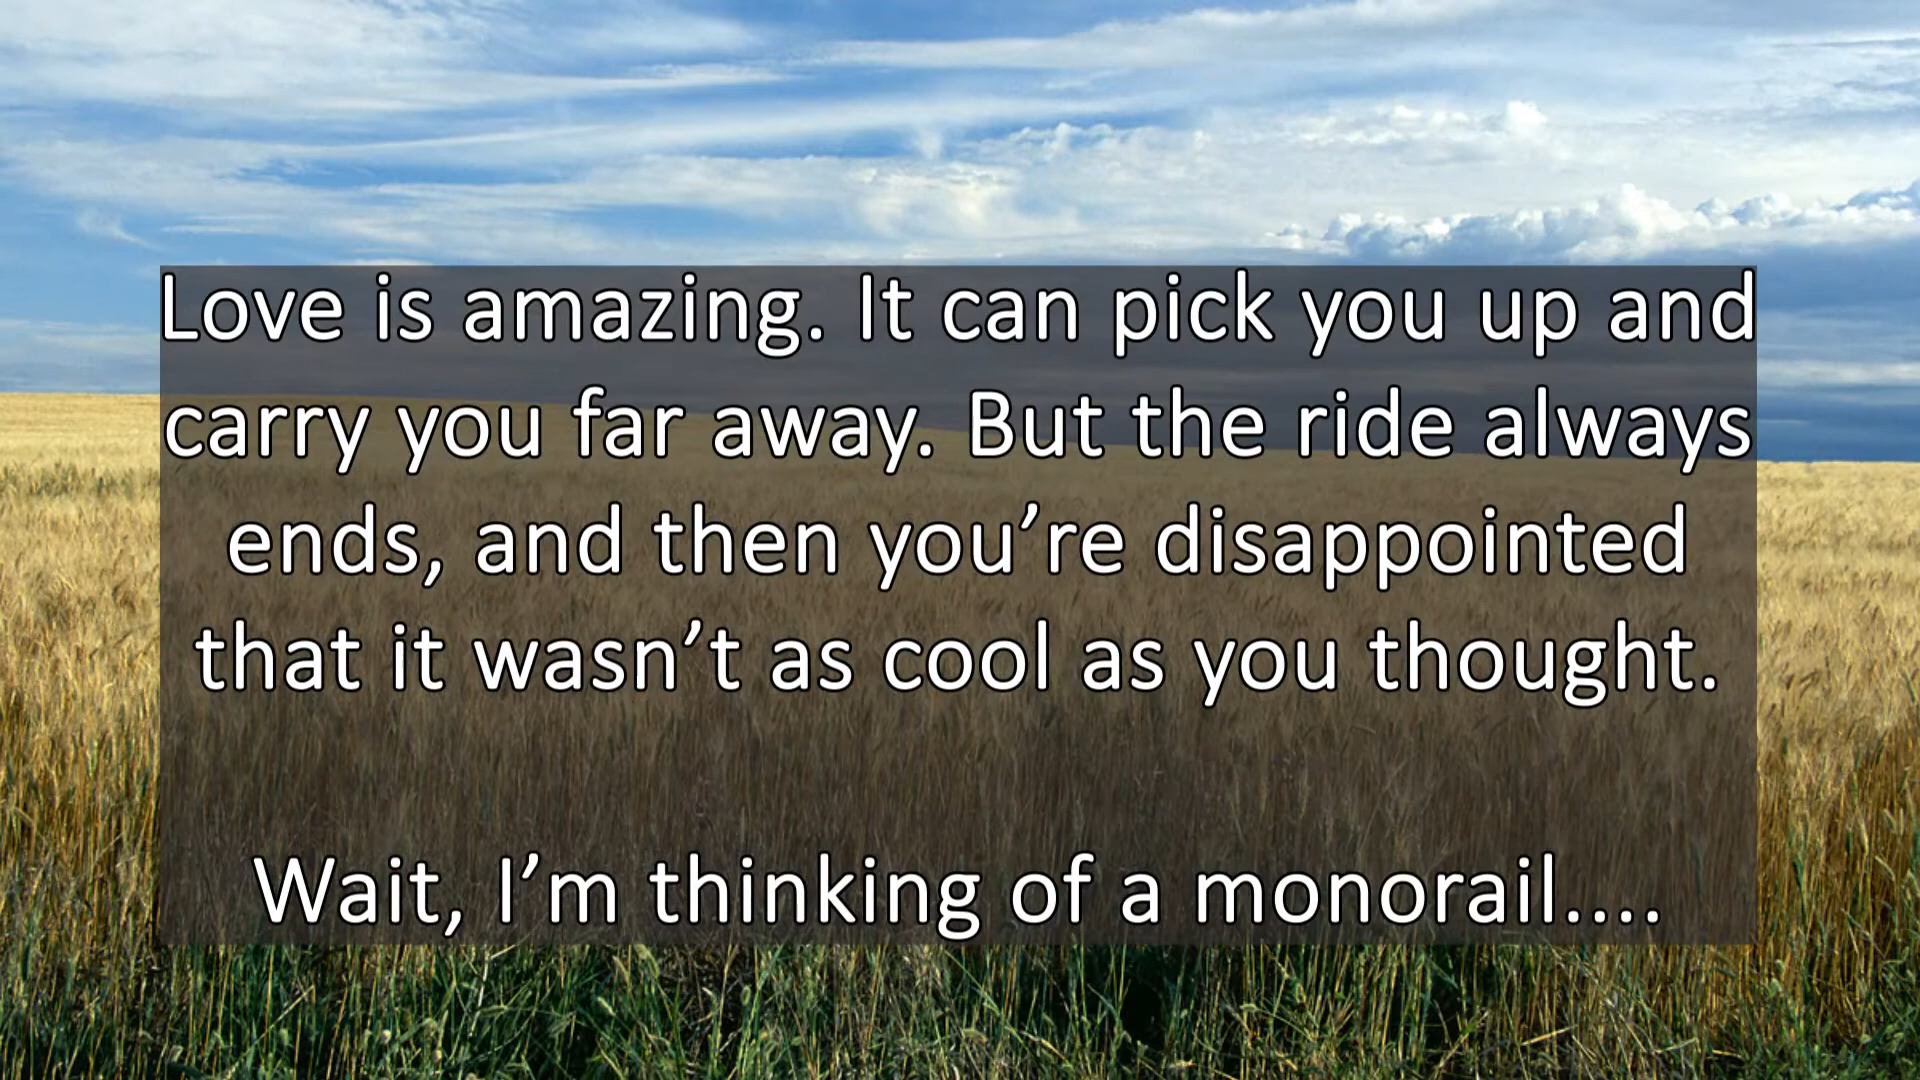 Love is amazing. It can pick you up and
carry you far away. But the ride always
ends, and then you’re disappointed
that it wasn’t as cool as you thought.
Wait, I’m thinking of a monorail....